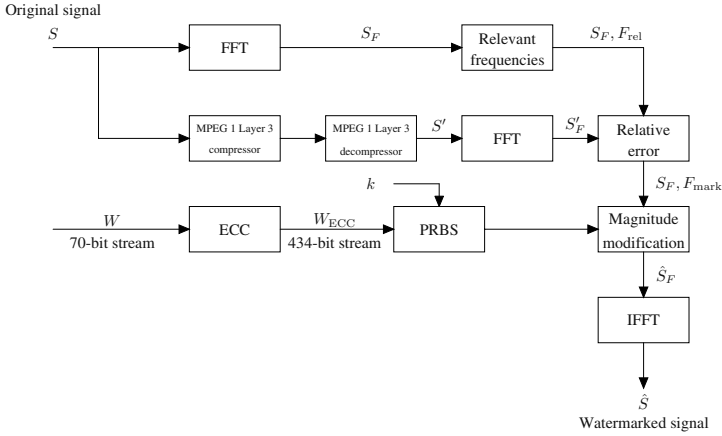 Original signal
S
FFT
S_F
Relevant
frequencies
S_F, F_rel
MPEG 1 Layer 3
compressor
MPEG 1 Layer 3
decompressor
S′
FFT
S′_F
Relative
error
S_F, F_mark
k
W
70-bit stream
ECC
W_ECC
434-bit stream
PRBS
Magnitude
modification
Ŝ_F
IFFT
Ŝ
Watermarked signal